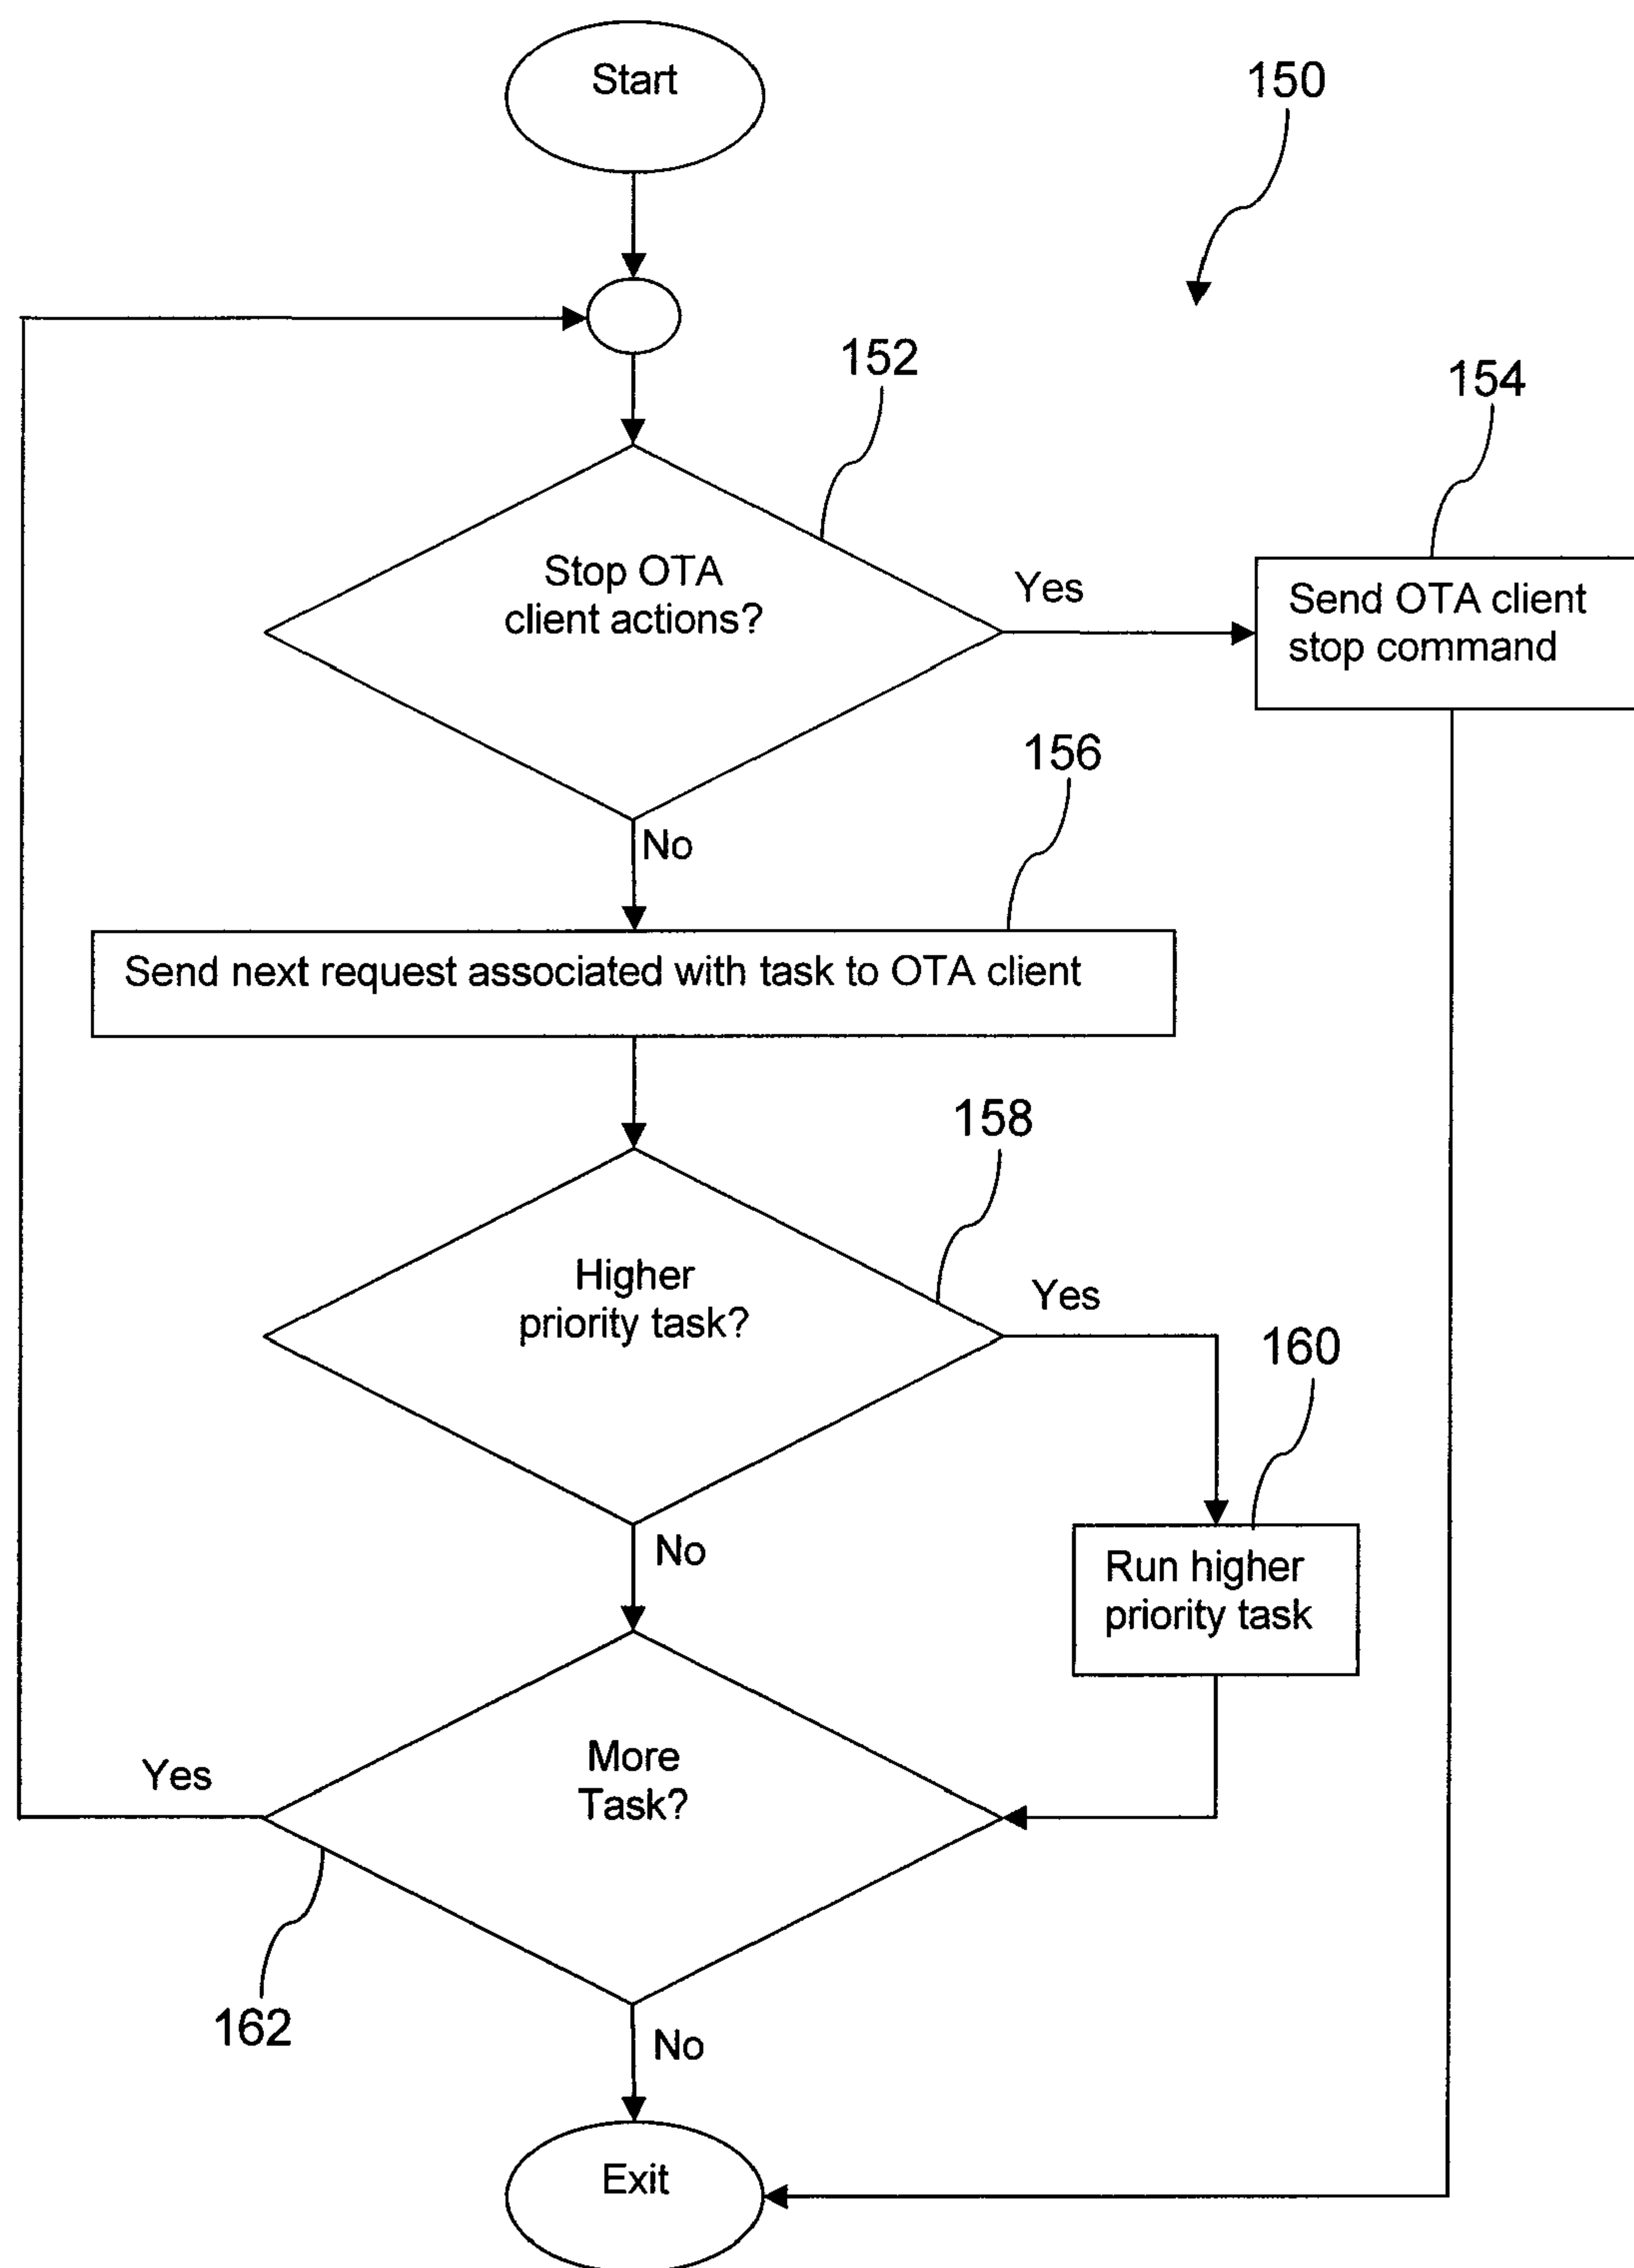 Start
150
152
154
Stop OTA
client actions?
Yes
Send OTA client
stop command
156
No
Send next request associated with task to OTA client
158
Higher
priority task?
Yes
160
No
Run higher
priority task
More
Task?
Yes
162
No
Exit